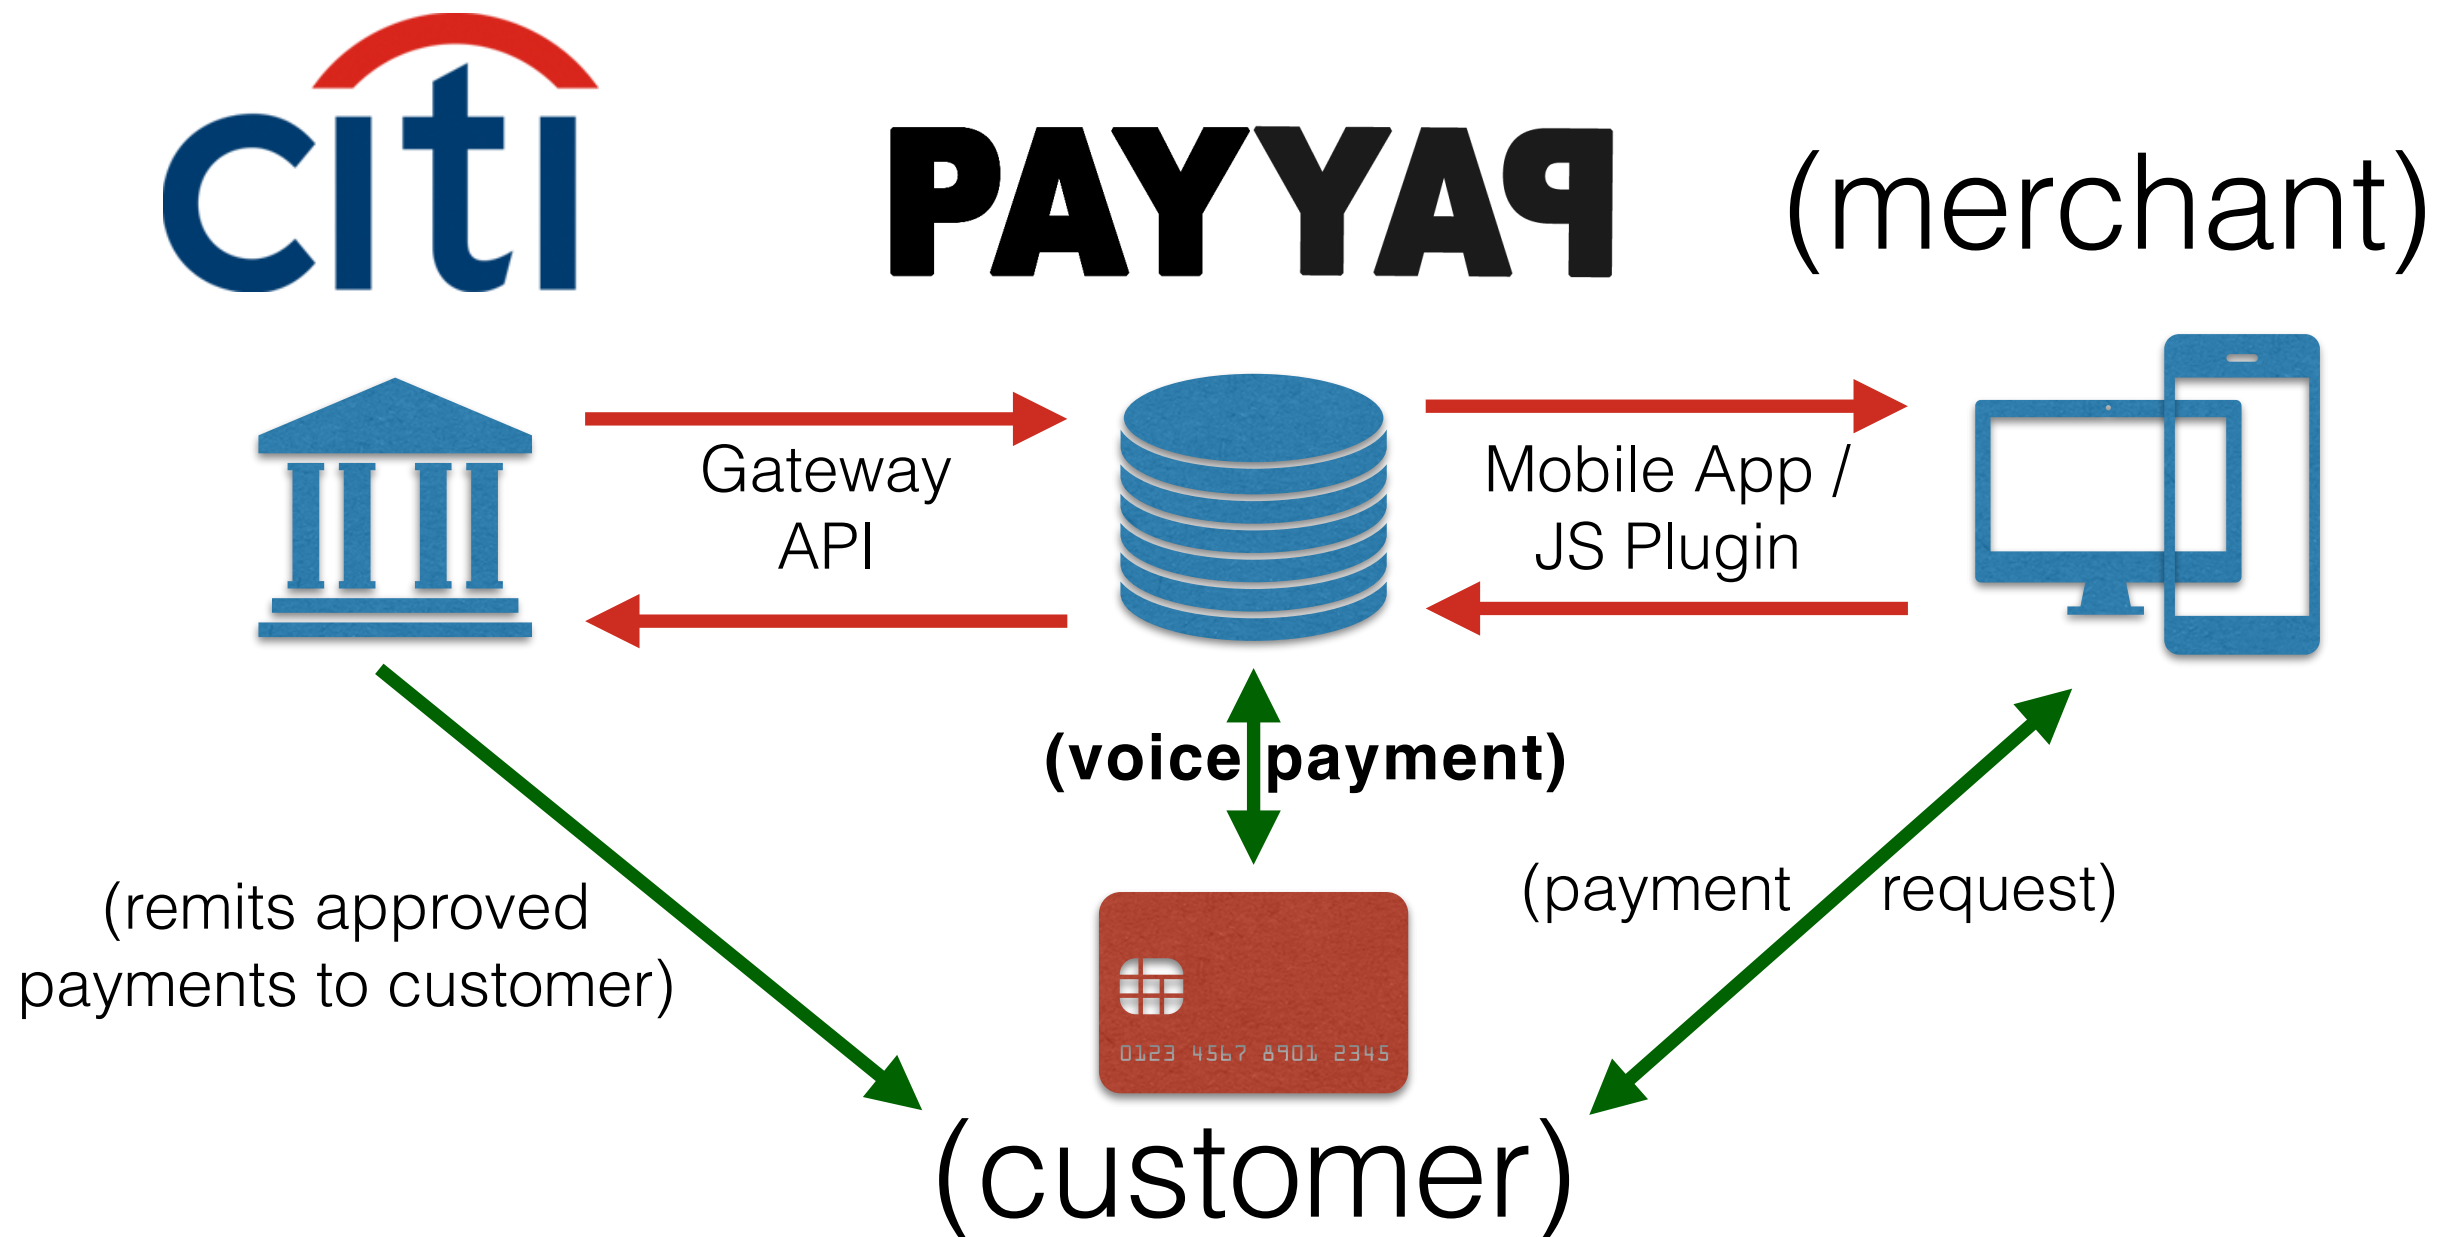 citi
PAYYAP
(merchant)
Gateway
API
Mobile App /
JS Plugin
(voice payment)
(remits approved
payments to customer)
(payment request)
0123 4567 8901 2345
(customer)